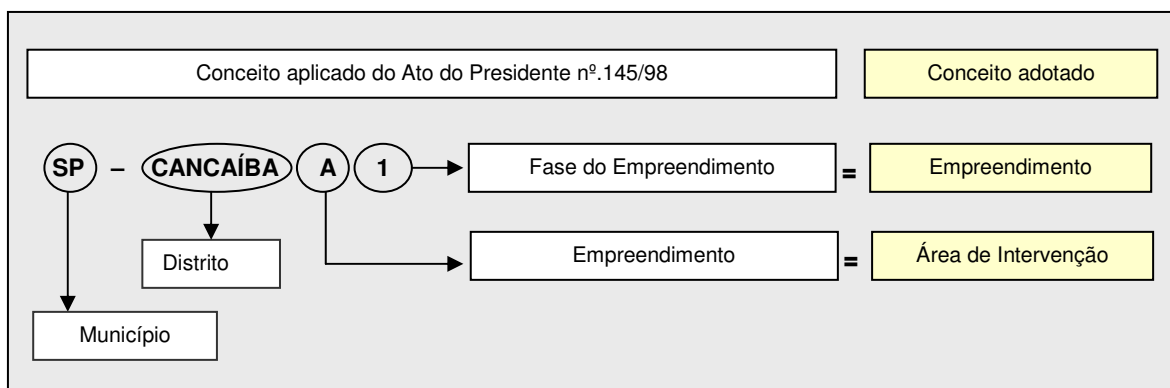 Conceito aplicado do Ato do Presidente nº.145/98
Conceito adotado
SP – CANCAÍBA A 1
Fase do Empreendimento = Empreendimento
Distrito
Empreendimento = Área de Intervenção
Município